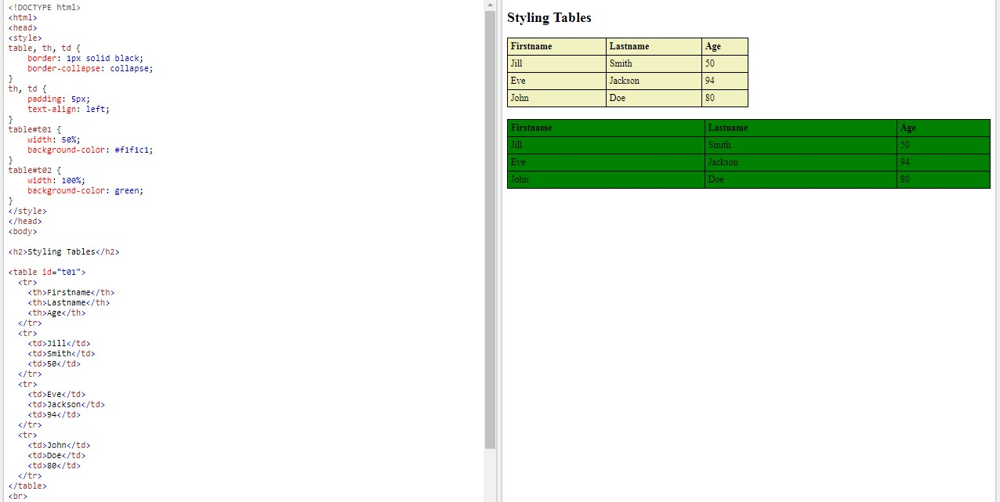 <!DOCTYPE html>
<html>
<head>
<style>
table, th, td {
    border: 1px solid black;
    border-collapse: collapse;
}
th, td {
    padding: 5px;
    text-align: left;
}
table#t01 {
    width: 50%;
    background-color: #f1f1c1;
}
table#t02 {
    width: 100%;
    background-color: green;
}
</style>
</head>
<body>

<h2>Styling Tables</h2>

<table id="t01">
  <tr>
    <th>Firstname</th>
    <th>Lastname</th>
    <th>Age</th>
  </tr>
  <tr>
    <td>Jill</td>
    <td>Smith</td>
    <td>50</td>
  </tr>
  <tr>
    <td>Eve</td>
    <td>Jackson</td>
    <td>94</td>
  </tr>
  <tr>
    <td>John</td>
    <td>Doe</td>
    <td>80</td>
  </tr>
</table>
<br>
Styling Tables
Firstname Lastname Age
Jill Smith 50
Eve Jackson 94
John Doe 80
Firstname Lastname Age
Jill Smith 50
Eve Jackson 94
John Doe 80